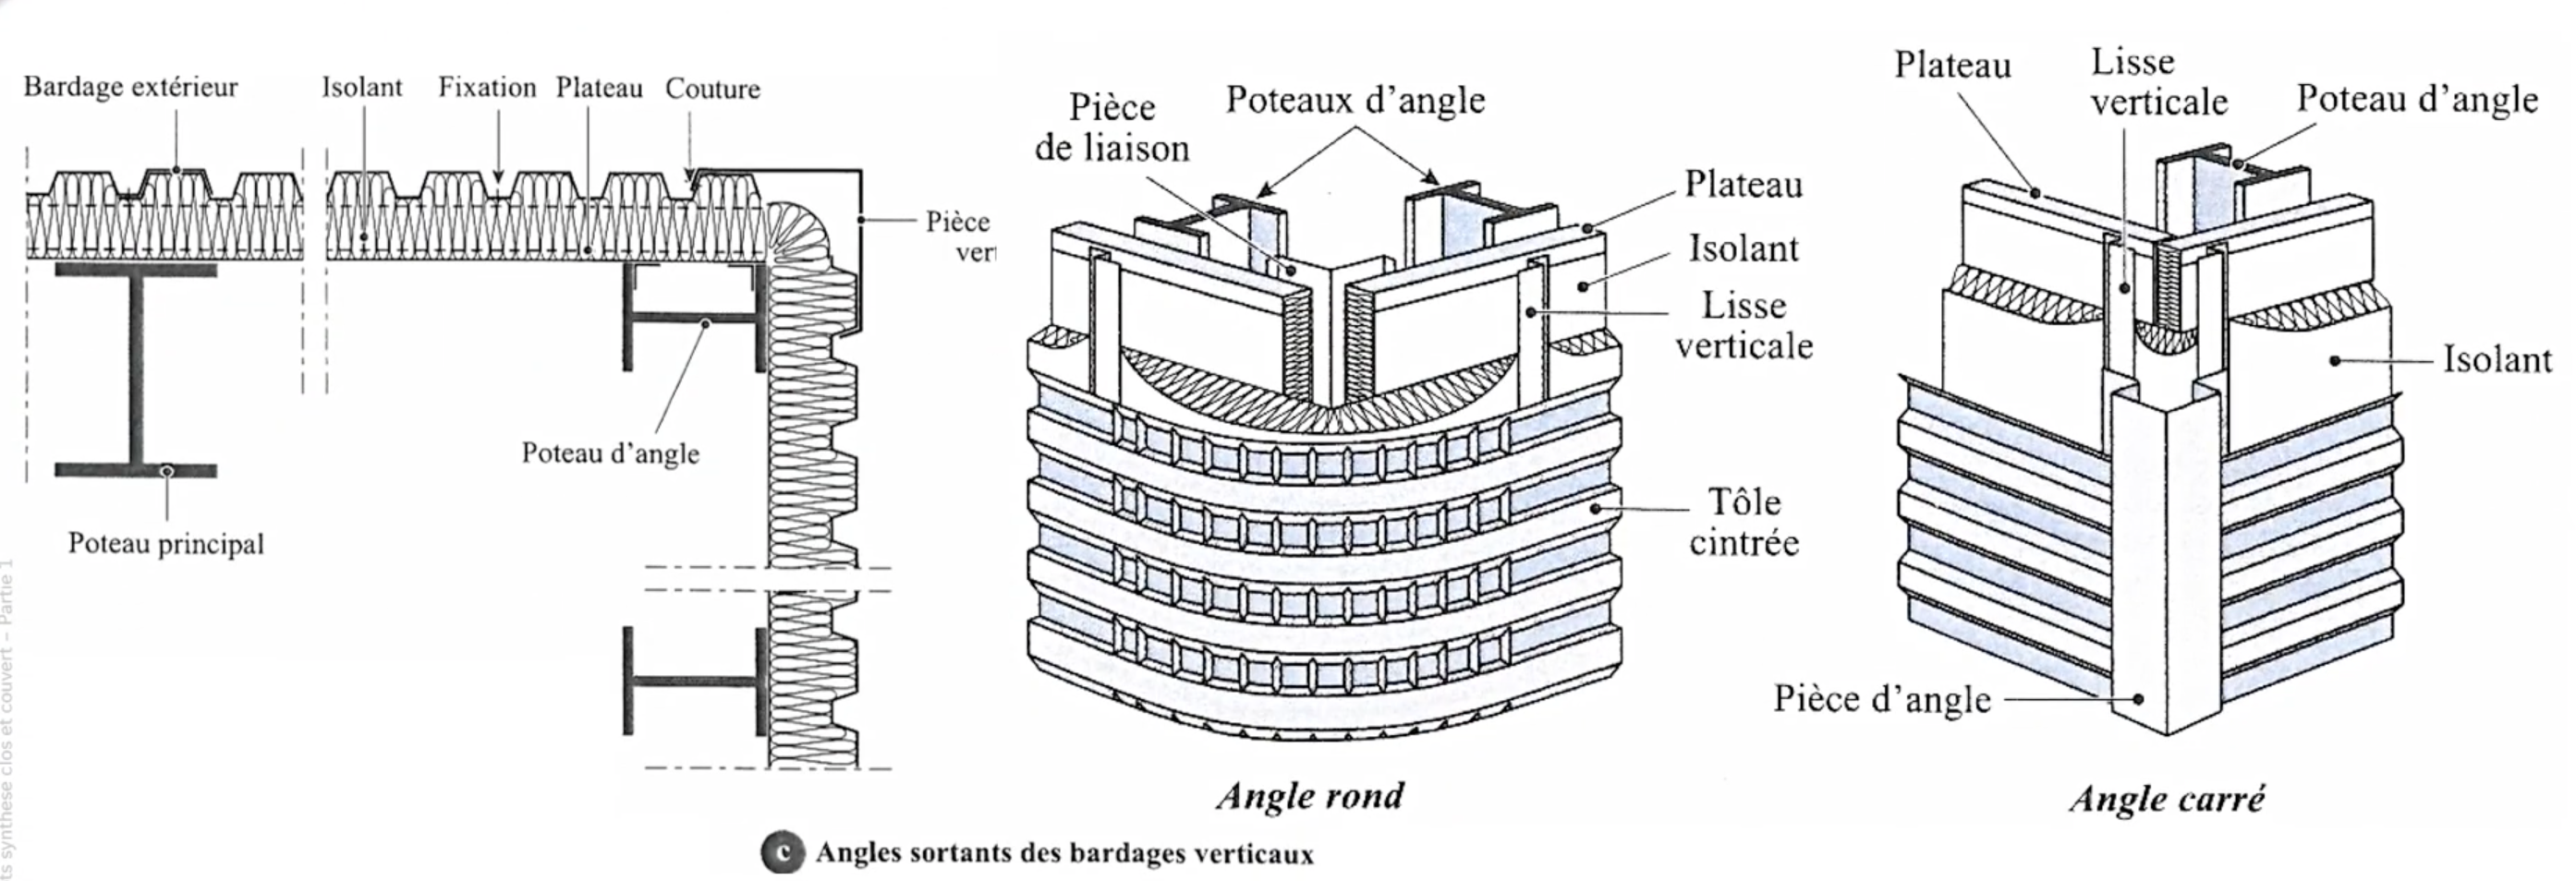 Bardage extérieur
Isolant
Fixation
Plateau
Couture
Pièce
Poteau d'angle
Poteau principal
ts synthese clos et couvert – Partie 1
Pièce
de liaison
Poteaux d'angle
Plateau
Isolant
Lisse
verticale
Tôle
cintrée
Angle rond
Plateau
Lisse
verticale
Poteau d'angle
Isolant
Pièce d'angle
Angle carré
c Angles sortants des bardages verticaux